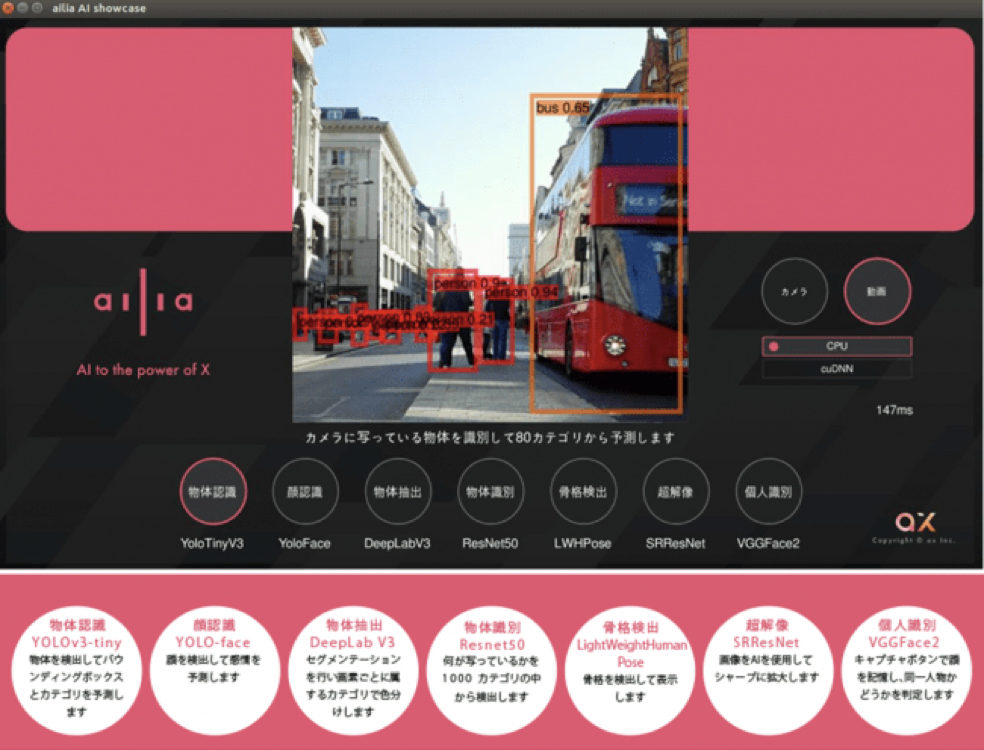 ailia AI showcase
bus 0.65
Not in Serv
person 0.94
ailia
AI to the power of X
カメラ
動画
CPU
cuDNN
147ms
カメラに写っている物体を識別して80カテゴリから予測します
物体認識
顔認識
物体抽出
物体識別
骨格検出
超解像
個人識別
YoloTinyV3
YoloFace
DeepLabV3
ResNet50
LWHPose
SRResNet
VGGFace2
ax
Copyright © ax Inc.
物体認識
YOLOv3-tiny
物体を検出してバウ
ンディングボックス
とカテゴリを予測し
ます
顔認識
YOLO-face
顔を検出して感情を
予測します
物体抽出
DeepLab V3
セグメンテーション
を行い画素ごとに属
するカテゴリで色分
けします
物体識別
Resnet50
何が写っているかを
1000 カテゴリの中
から検出します
骨格検出
LightWeightHuman
Pose
骨格を検出して表示
します
超解像
SRResNet
画像をAIを使用して
シャープに拡大します
個人識別
VGGFace2
キャプチャボタンで顔
を記憶し、同一人物か
どうかを判定します